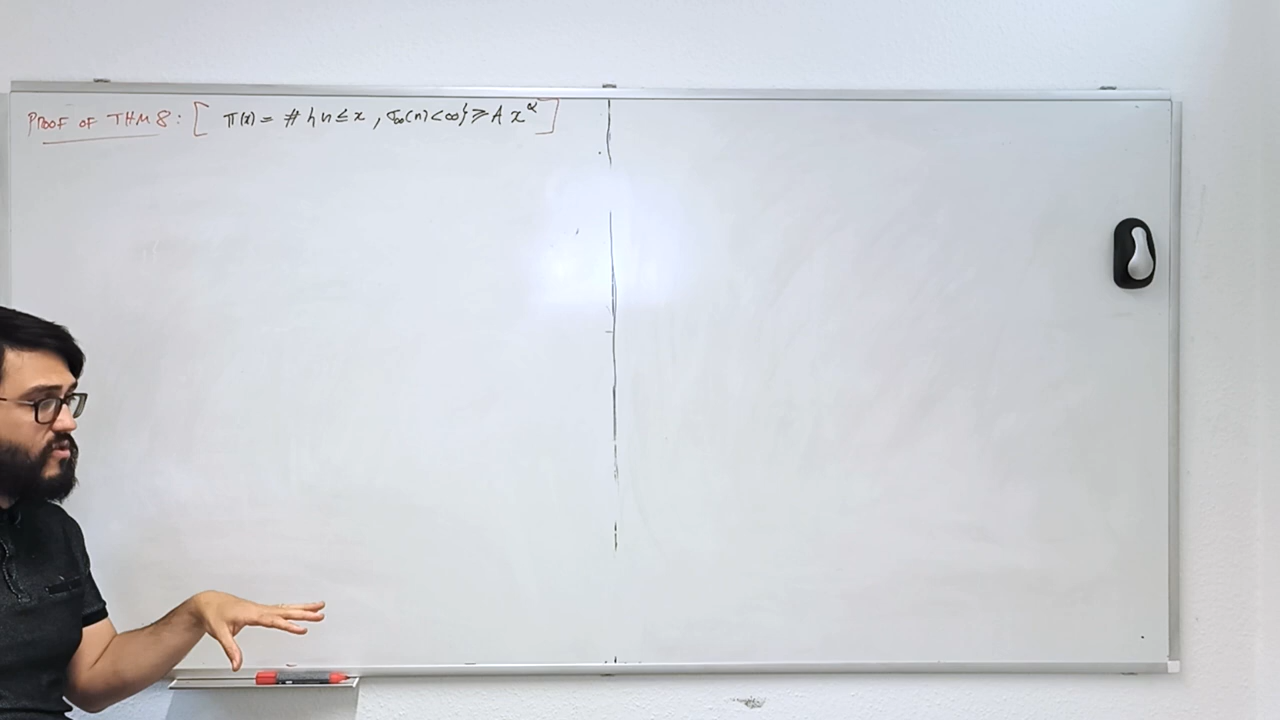 PROOF OF THM 8: [ π(x) = # { n ≤ x , σ∞(n) < ∞ } ≥ A x^α ]